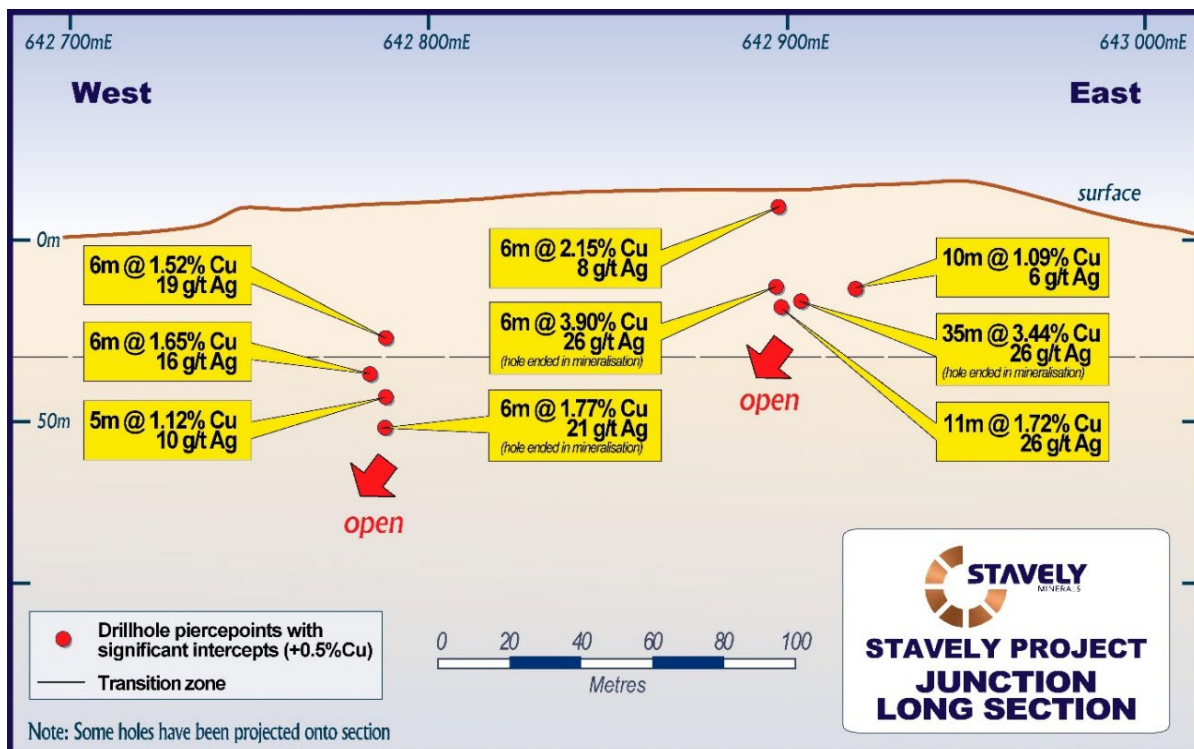 642 700mE
642 800mE
642 900mE
643 000mE
West
East
surface
0m
6m @ 1.52% Cu
19 g/t Ag
6m @ 2.15% Cu
8 g/t Ag
10m @ 1.09% Cu
6 g/t Ag
6m @ 1.65% Cu
16 g/t Ag
6m @ 3.90% Cu
26 g/t Ag
(hole ended in mineralisation)
35m @ 3.44% Cu
26 g/t Ag
(hole ended in mineralisation)
open
50m
5m @ 1.12% Cu
10 g/t Ag
6m @ 1.77% Cu
21 g/t Ag
(hole ended in mineralisation)
11m @ 1.72% Cu
26 g/t Ag
open
Drillhole piercepoints with
significant intercepts (+0.5%Cu)
Transition zone
Note: Some holes have been projected onto section
0 20 40 60 80 100
Metres
STAVELY
MINERALS
STAVELY PROJECT
JUNCTION
LONG SECTION